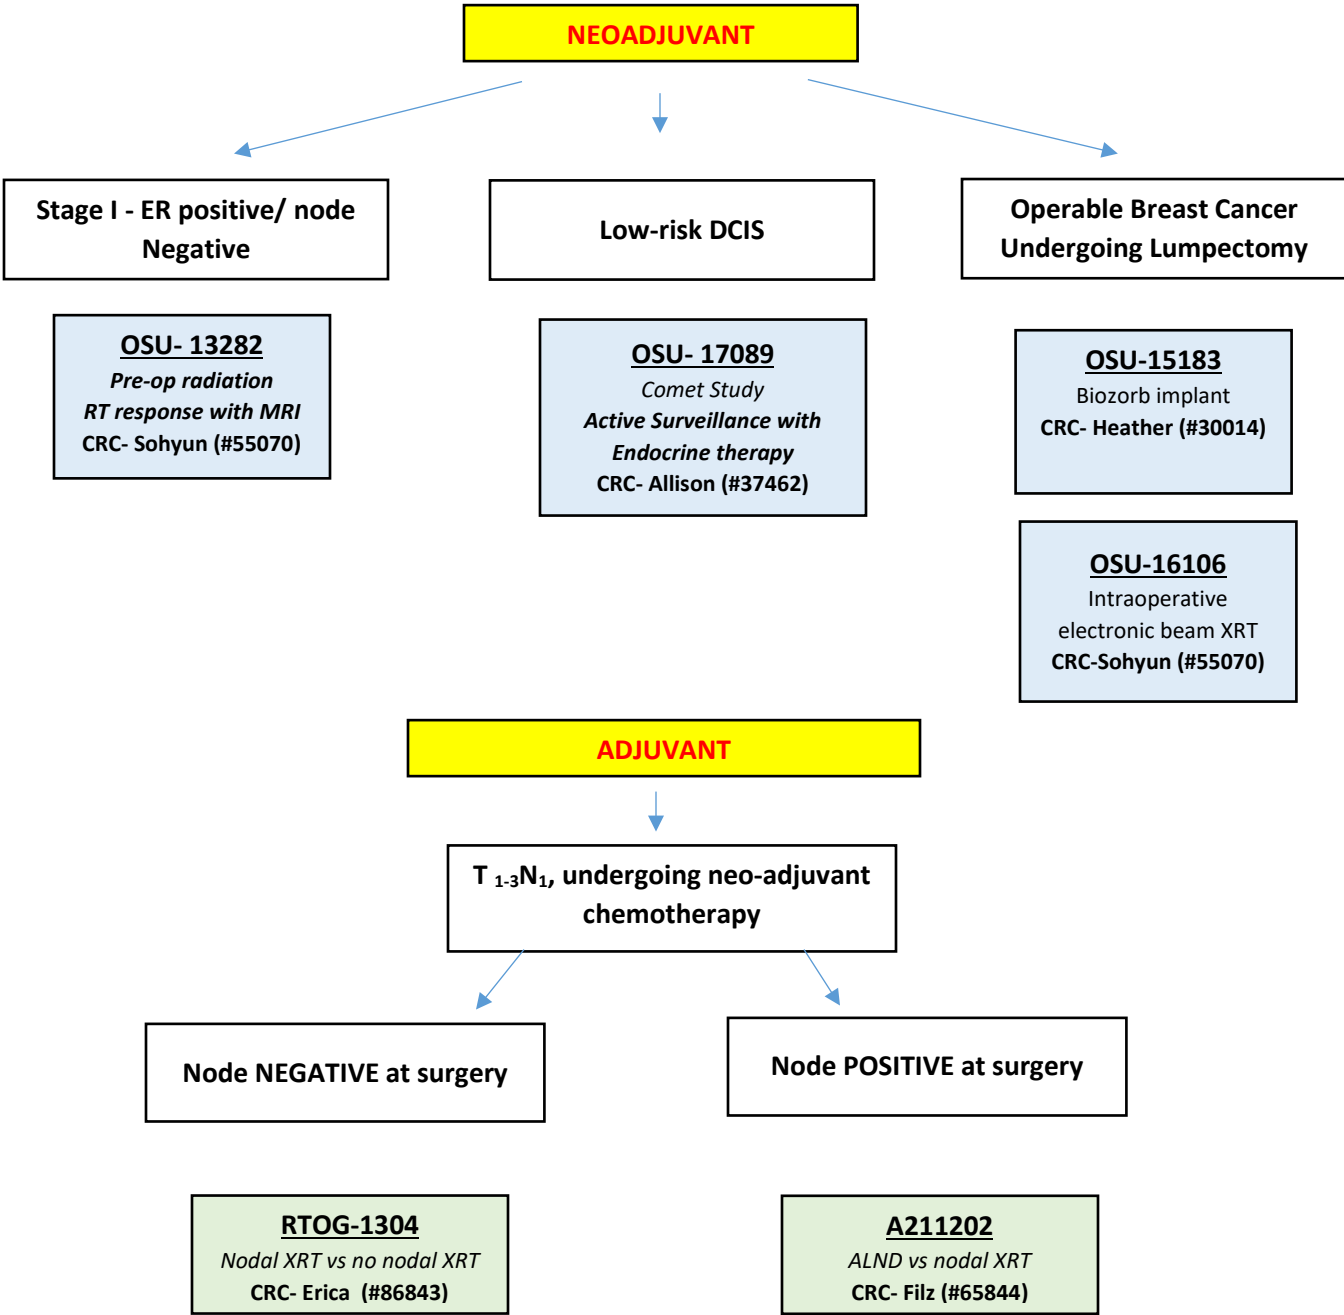 NEOADJUVANT
Stage I - ER positive/ node
Negative
Low-risk DCIS
Operable Breast Cancer
Undergoing Lumpectomy
OSU- 13282
Pre-op radiation
RT response with MRI
CRC- Sohyun (#55070)
OSU- 17089
Comet Study
Active Surveillance with
Endocrine therapy
CRC- Allison (#37462)
OSU-15183
Biozorb implant
CRC- Heather (#30014)
OSU-16106
Intraoperative
electronic beam XRT
CRC-Sohyun (#55070)
ADJUVANT
T 1-3N1, undergoing neo-adjuvant
chemotherapy
Node NEGATIVE at surgery
Node POSITIVE at surgery
RTOG-1304
Nodal XRT vs no nodal XRT
CRC- Erica (#86843)
A211202
ALND vs nodal XRT
CRC- Filz (#65844)